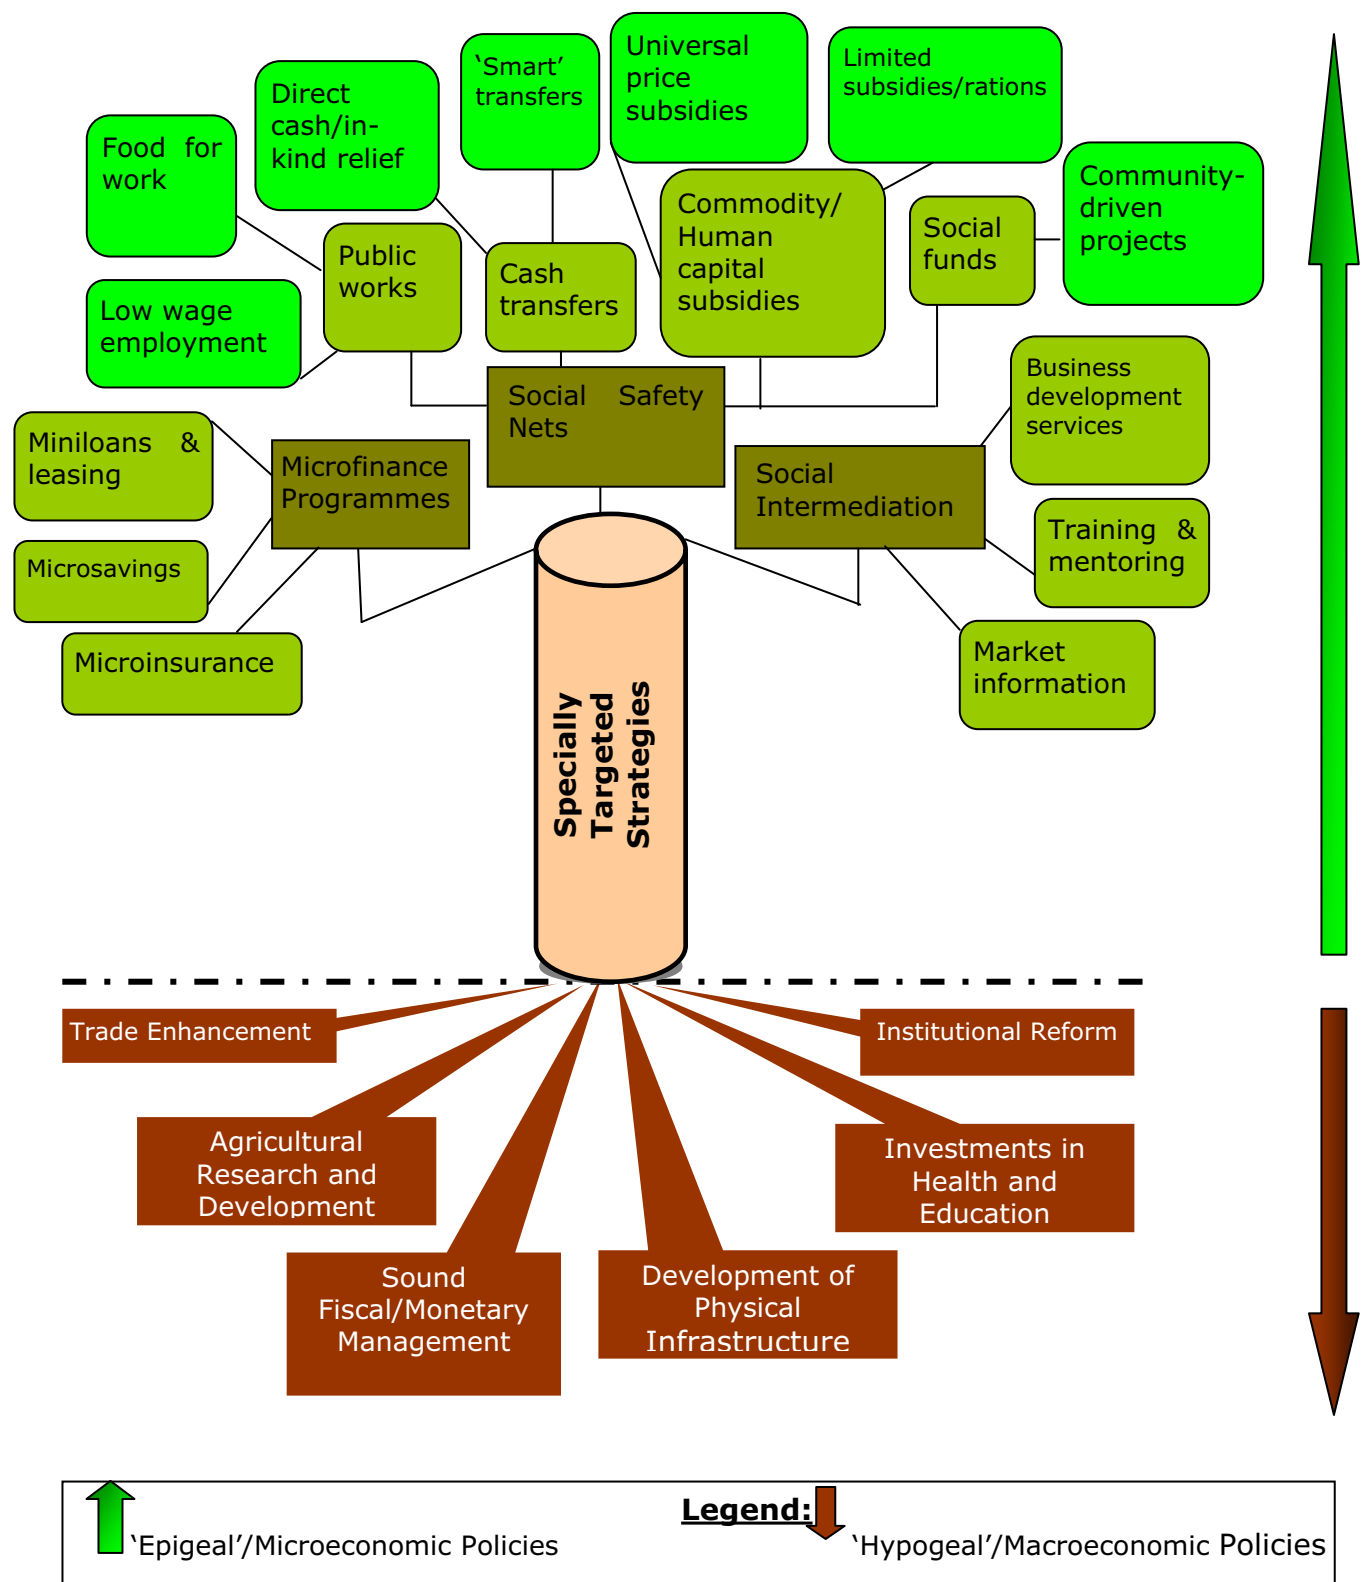 'Smart'
transfers
Universal
price
subsidies
Limited
subsidies/rations
Direct
cash/in-
kind relief
Food for
work
Community-
driven
projects
Commodity/
Human
capital
subsidies
Social
funds
Public
works
Cash
transfers
Low wage
employment
Business
development
services
Social Safety
Nets
Miniloans &
leasing
Microfinance
Programmes
Social
Intermediation
Training &
mentoring
Microsavings
Microinsurance
Market
information
Specially
Targeted
Strategies
Trade Enhancement
Institutional Reform
Agricultural
Research and
Development
Investments in
Health and
Education
Sound
Fiscal/Monetary
Management
Development of
Physical
Infrastructure
Legend:
'Epigeal'/Microeconomic Policies
'Hypogeal'/Macroeconomic Policies